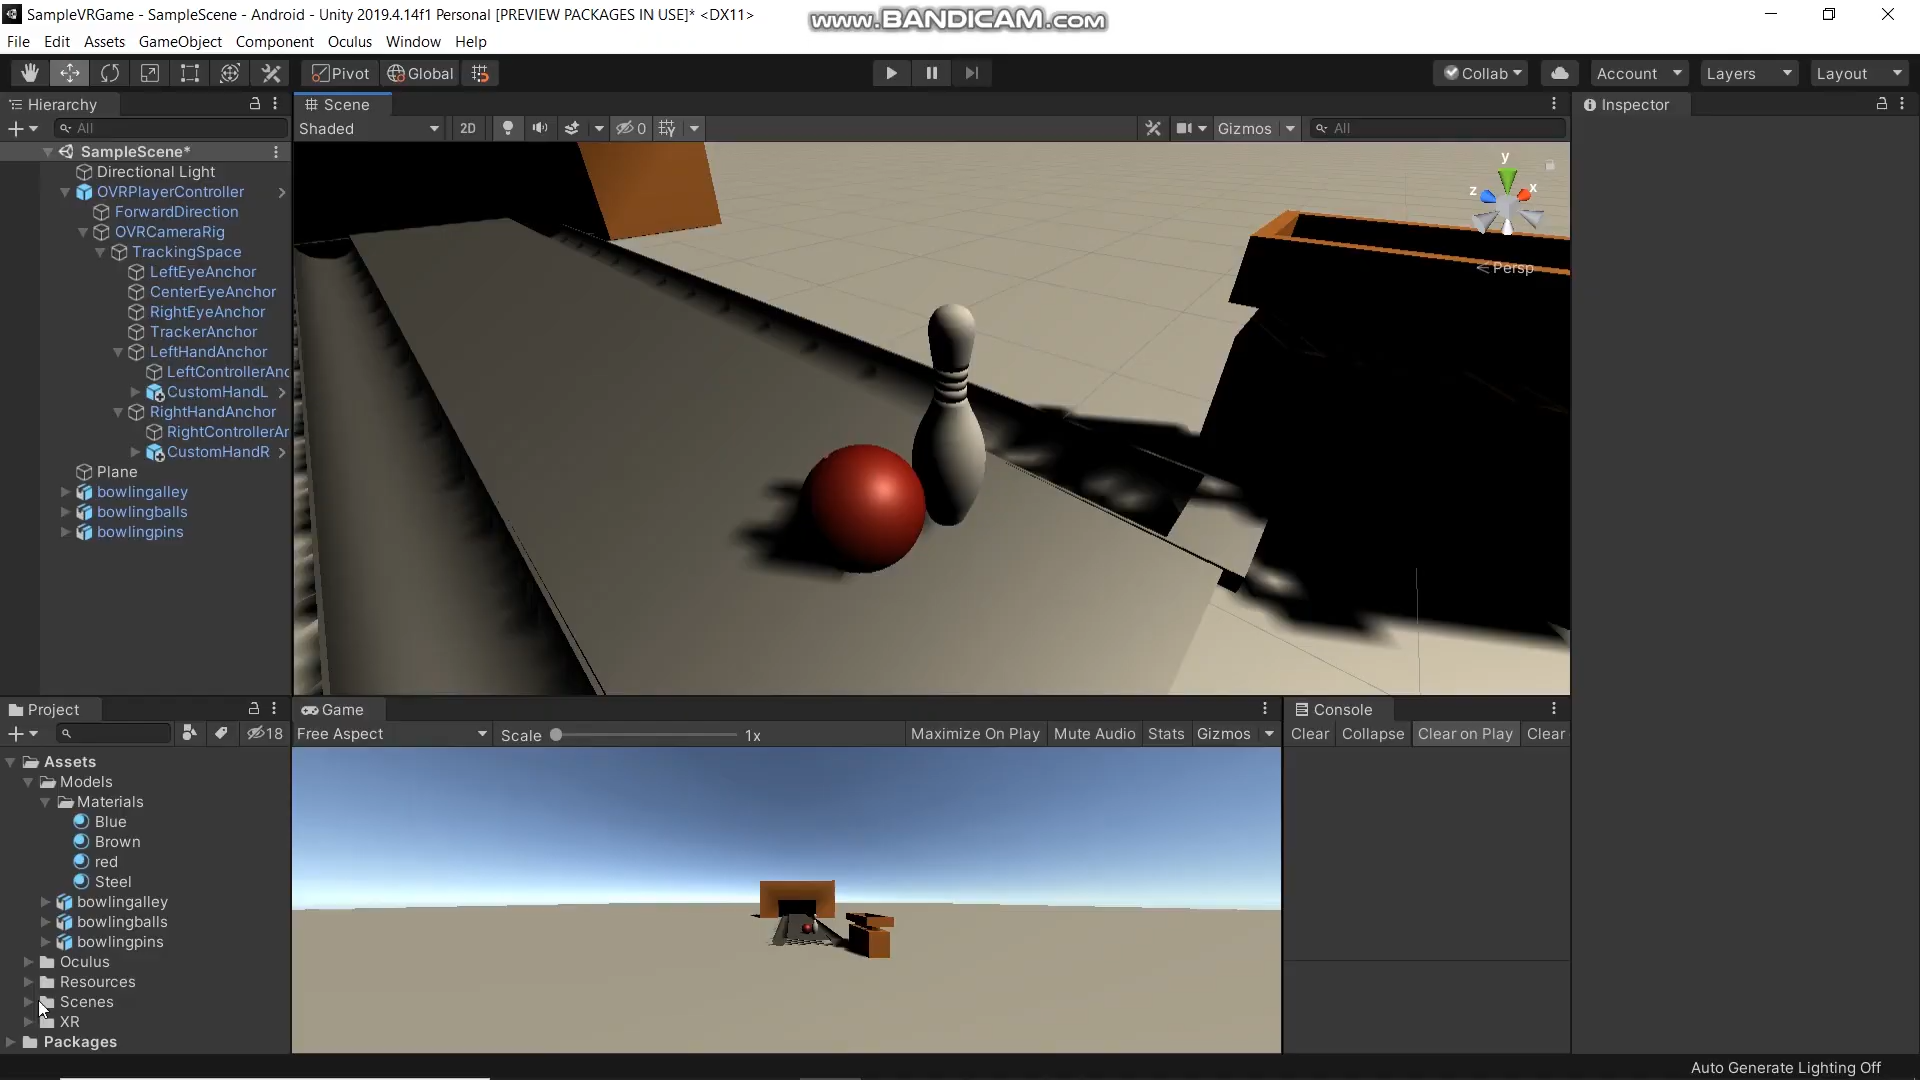 SampleVRGame - SampleScene - Android - Unity 2019.4.14f1 Personal [PREVIEW PACKAGES IN USE]* <DX11>
www.BANDICAM.com
File Edit Assets GameObject Component Oculus Window Help
Pivot Global Collab Account Layers Layout
Hierarchy
All
SampleScene*
Directional Light
OVRPlayerController
ForwardDirection
OVRCameraRig
TrackingSpace
LeftEyeAnchor
CenterEyeAnchor
RightEyeAnchor
TrackerAnchor
LeftHandAnchor
LeftControllerAnc
CustomHandL
RightHandAnchor
RightControllerAr
CustomHandR
Plane
bowlingalley
bowlingballs
bowlingpins
Scene
Shaded 2D 0 Gizmos All
y
z x
Persp
Inspector
Project
18
Assets
Models
Materials
Blue
Brown
red
Steel
bowlingalley
bowlingballs
bowlingpins
Oculus
Resources
Scenes
XR
Packages
Game
Free Aspect Scale 1x Maximize On Play Mute Audio Stats Gizmos
Console
Clear Collapse Clear on Play Clear
Auto Generate Lighting Off